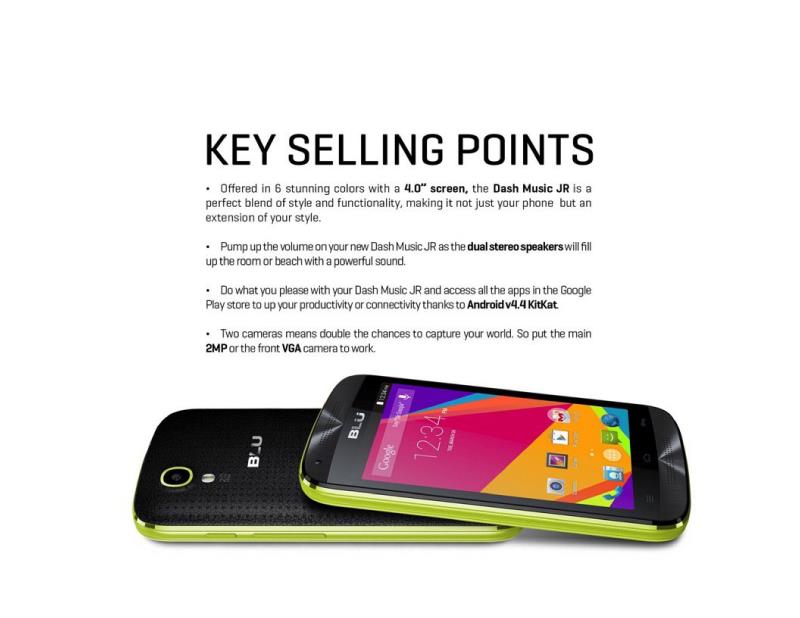 KEY SELLING POINTS
• Offered in 6 stunning colors with a 4.0” screen, the Dash Music JR is a
perfect blend of style and functionality, making it not just your phone but an
extension of your style.
• Pump up the volume on your new Dash Music JR as the dual stereo speakers will fill
up the room or beach with a powerful sound.
• Do what you please with your Dash Music JR and access all the apps in the Google
Play store to up your productivity or connectivity thanks to Android v4.4 KitKat.
• Two cameras means double the chances to capture your world. So put the main
2MP or the front VGA camera to work.
BLU
BLU
Google
12:34